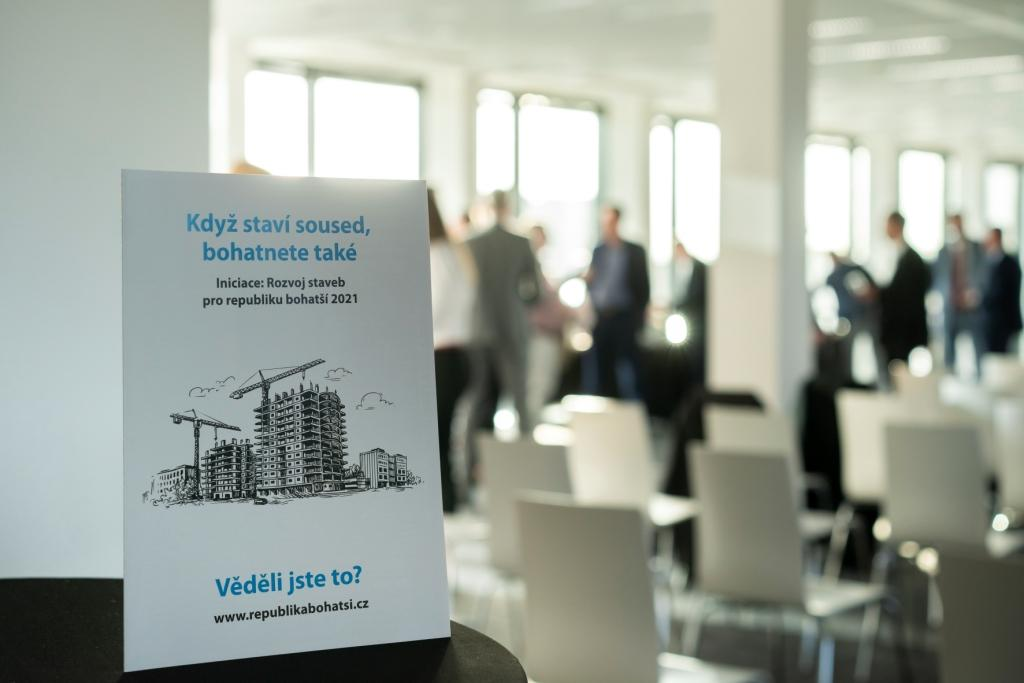 Když staví soused,
bohatnete také
Iniciace: Rozvoj staveb
pro republiku bohatší 2021
Věděli jste to?
www.republikabohatsi.cz